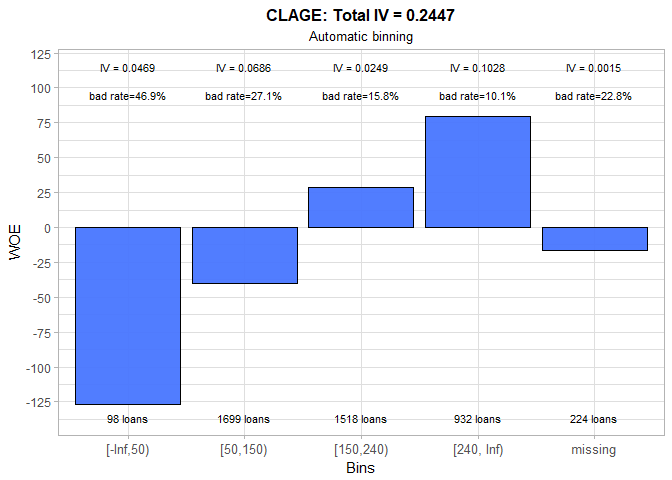 CLAGE: Total IV = 0.2447
Automatic binning
125
100
75
50
25
0
-25
-50
-75
-100
-125
WOE
IV = 0.0469
IV = 0.0686
IV = 0.0249
IV = 0.1028
IV = 0.0015
bad rate=46.9%
bad rate=27.1%
bad rate=15.8%
bad rate=10.1%
bad rate=22.8%
98 loans
1699 loans
1518 loans
932 loans
224 loans
[-Inf,50)
[50,150)
[150,240)
[240, Inf)
missing
Bins